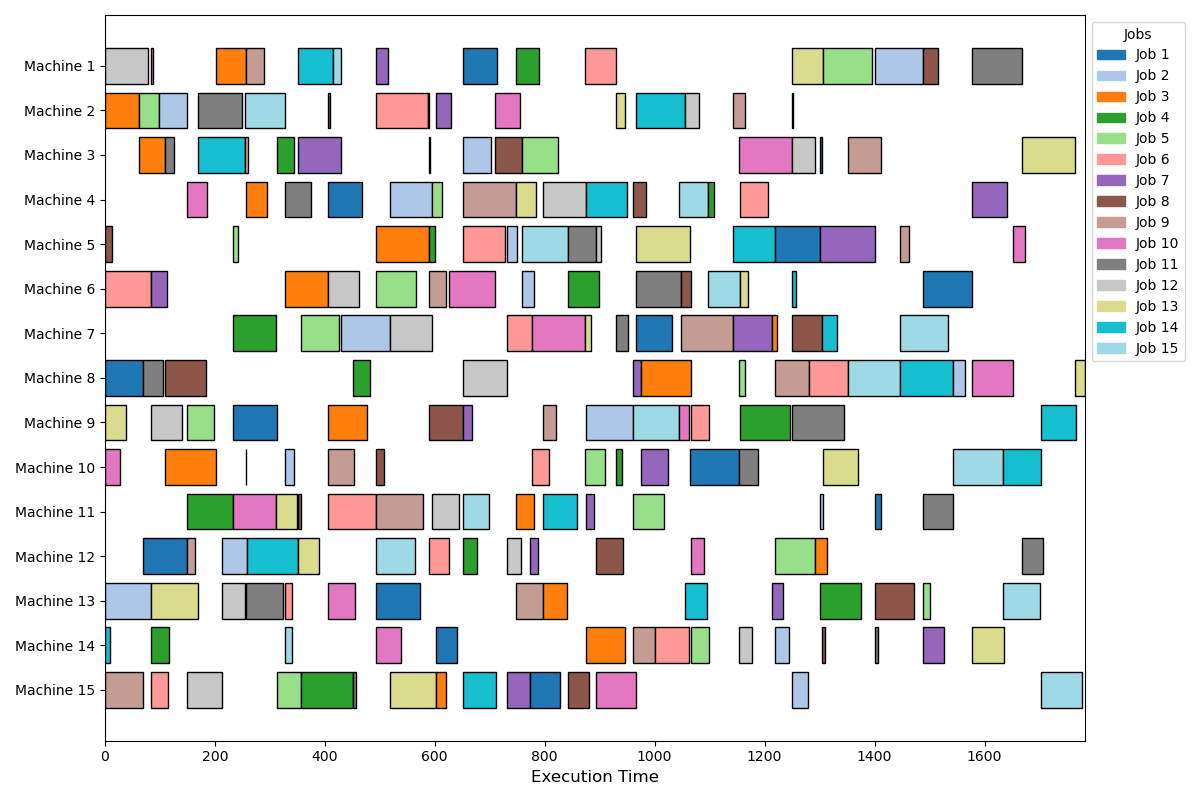 Machine 1
Machine 2
Machine 3
Machine 4
Machine 5
Machine 6
Machine 7
Machine 8
Machine 9
Machine 10
Machine 11
Machine 12
Machine 13
Machine 14
Machine 15
0 200 400 600 800 1000 1200 1400 1600
Execution Time
Jobs
Job 1
Job 2
Job 3
Job 4
Job 5
Job 6
Job 7
Job 8
Job 9
Job 10
Job 11
Job 12
Job 13
Job 14
Job 15